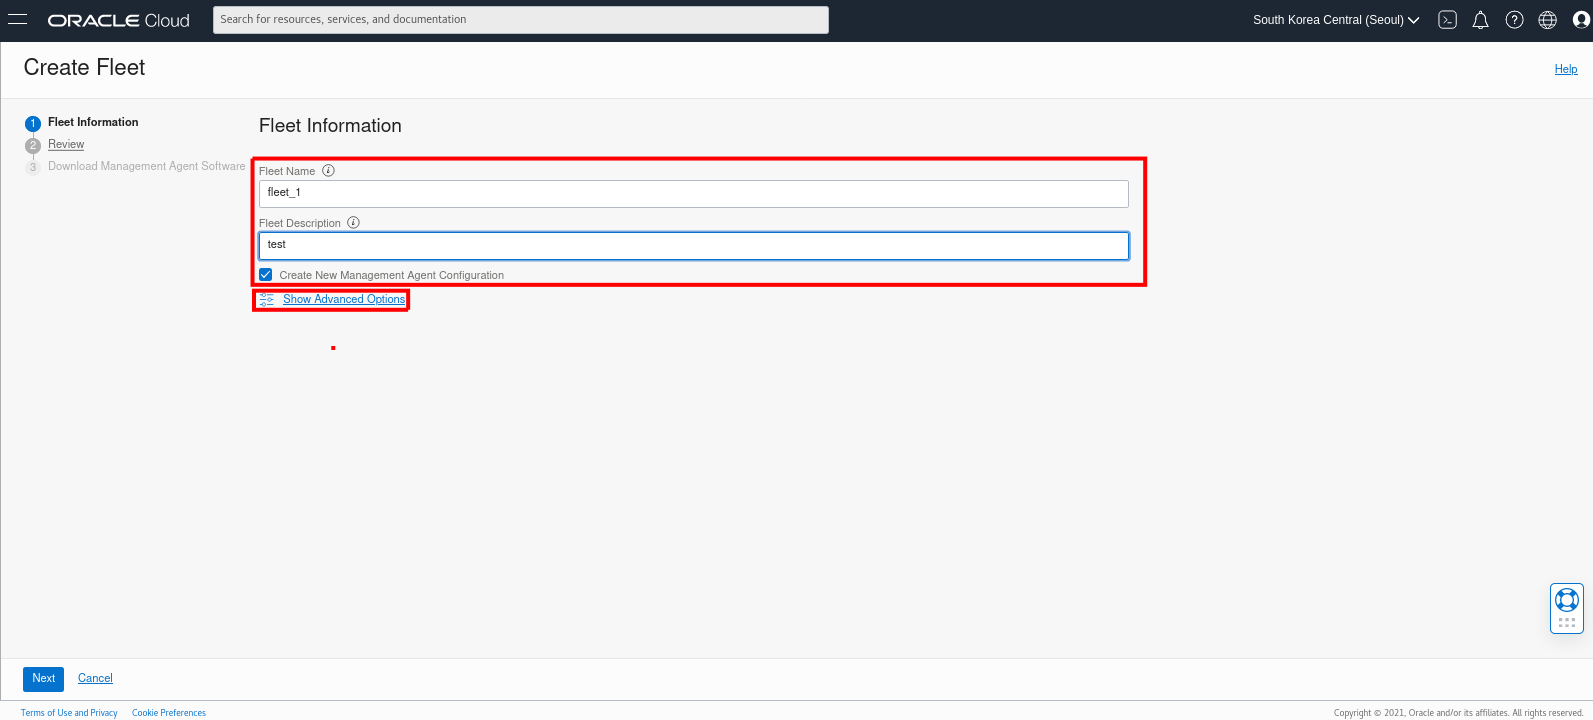 ORACLE Cloud
Search for resources, services, and documentation
South Korea Central (Seoul)
Create Fleet
Help
1 Fleet Information
2 Review
3 Download Management Agent Software
Fleet Information
Fleet Name
fleet_1
Fleet Description
test
Create New Management Agent Configuration
Show Advanced Options
Next Cancel
Terms of Use and Privacy Cookie Preferences
Copyright © 2021, Oracle and/or its affiliates. All rights reserved.